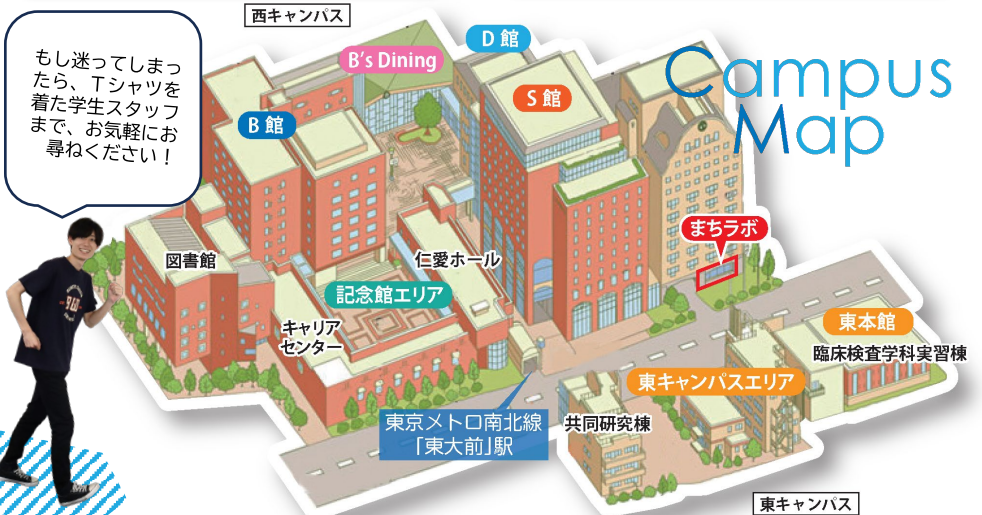 西キャンパス
もし迷ってしまっ
たら、Tシャツを
着た学生スタッフ
まで、お気軽にお
尋ねください！
D館
B's Dining
Campus
Map
S館
B館
まちラボ
図書館
仁愛ホール
記念館エリア
キャリア
センター
東本館
臨床検査学科実習棟
東キャンパスエリア
東京メトロ南北線
「東大前」駅
共同研究棟
東キャンパス